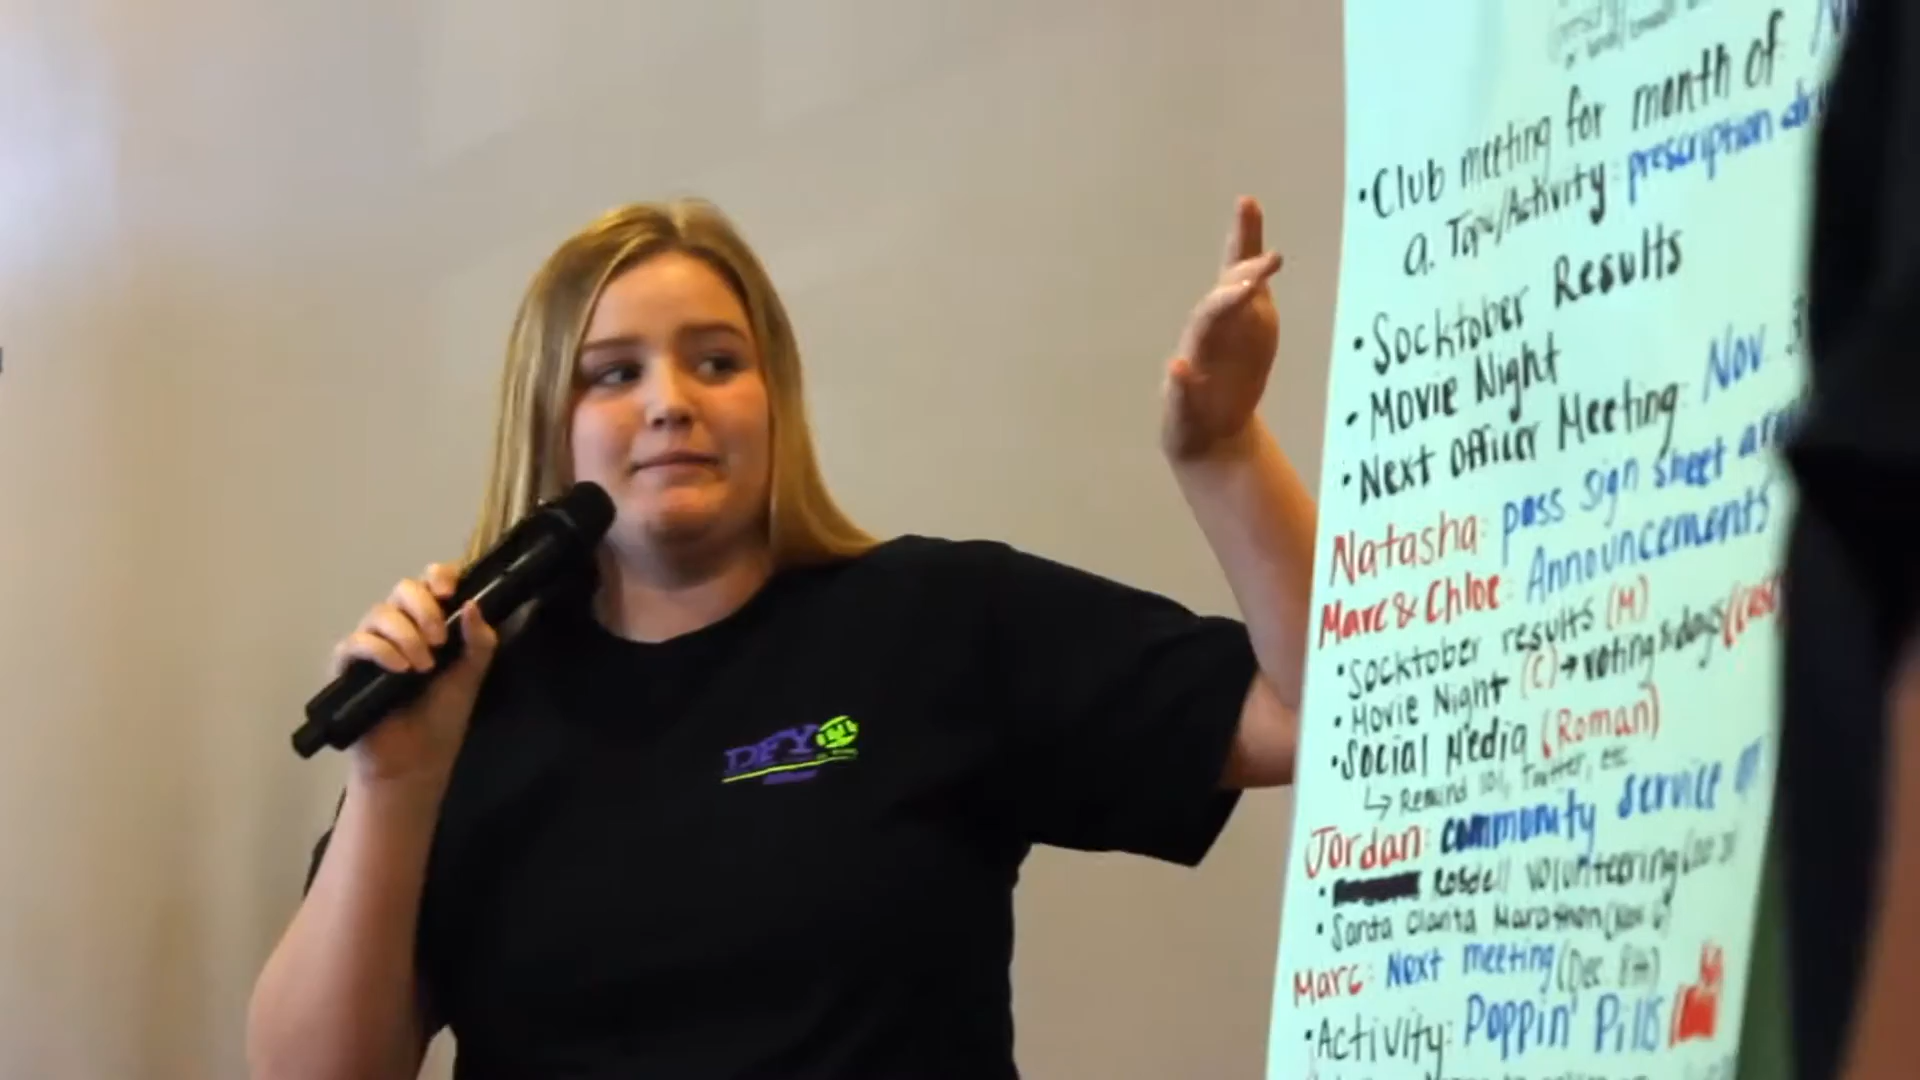 • Club meeting for month of
a. Topic/Activity: prescription
• Socktober Results
• Movie Night
• Next Officer Meeting: Nov. 3
Natasha: pass sign sheet
Marc & Chloe: Announcements
• Socktober results (M)
• Movie Night (C) → voting
• Social Media (Roman)
↳ Remind 101, Twitter, etc
Jordan: community service
• volunteering
• Santa Clarita Marathon (Nov 6)
Marc: Next meeting (Dec. 8th)
• Activity: Poppin' Pills
DFY